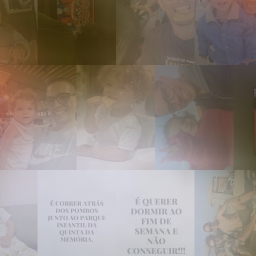 É CORRER ATRÁS
DOS POMBOS
JUNTO AO PARQUE
INFANTIL DA
QUINTA DA
MEMÓRIA.
É QUERER
DORMIR AO
FIM DE
SEMANA E
NÃO
CONSEGUIR!!!